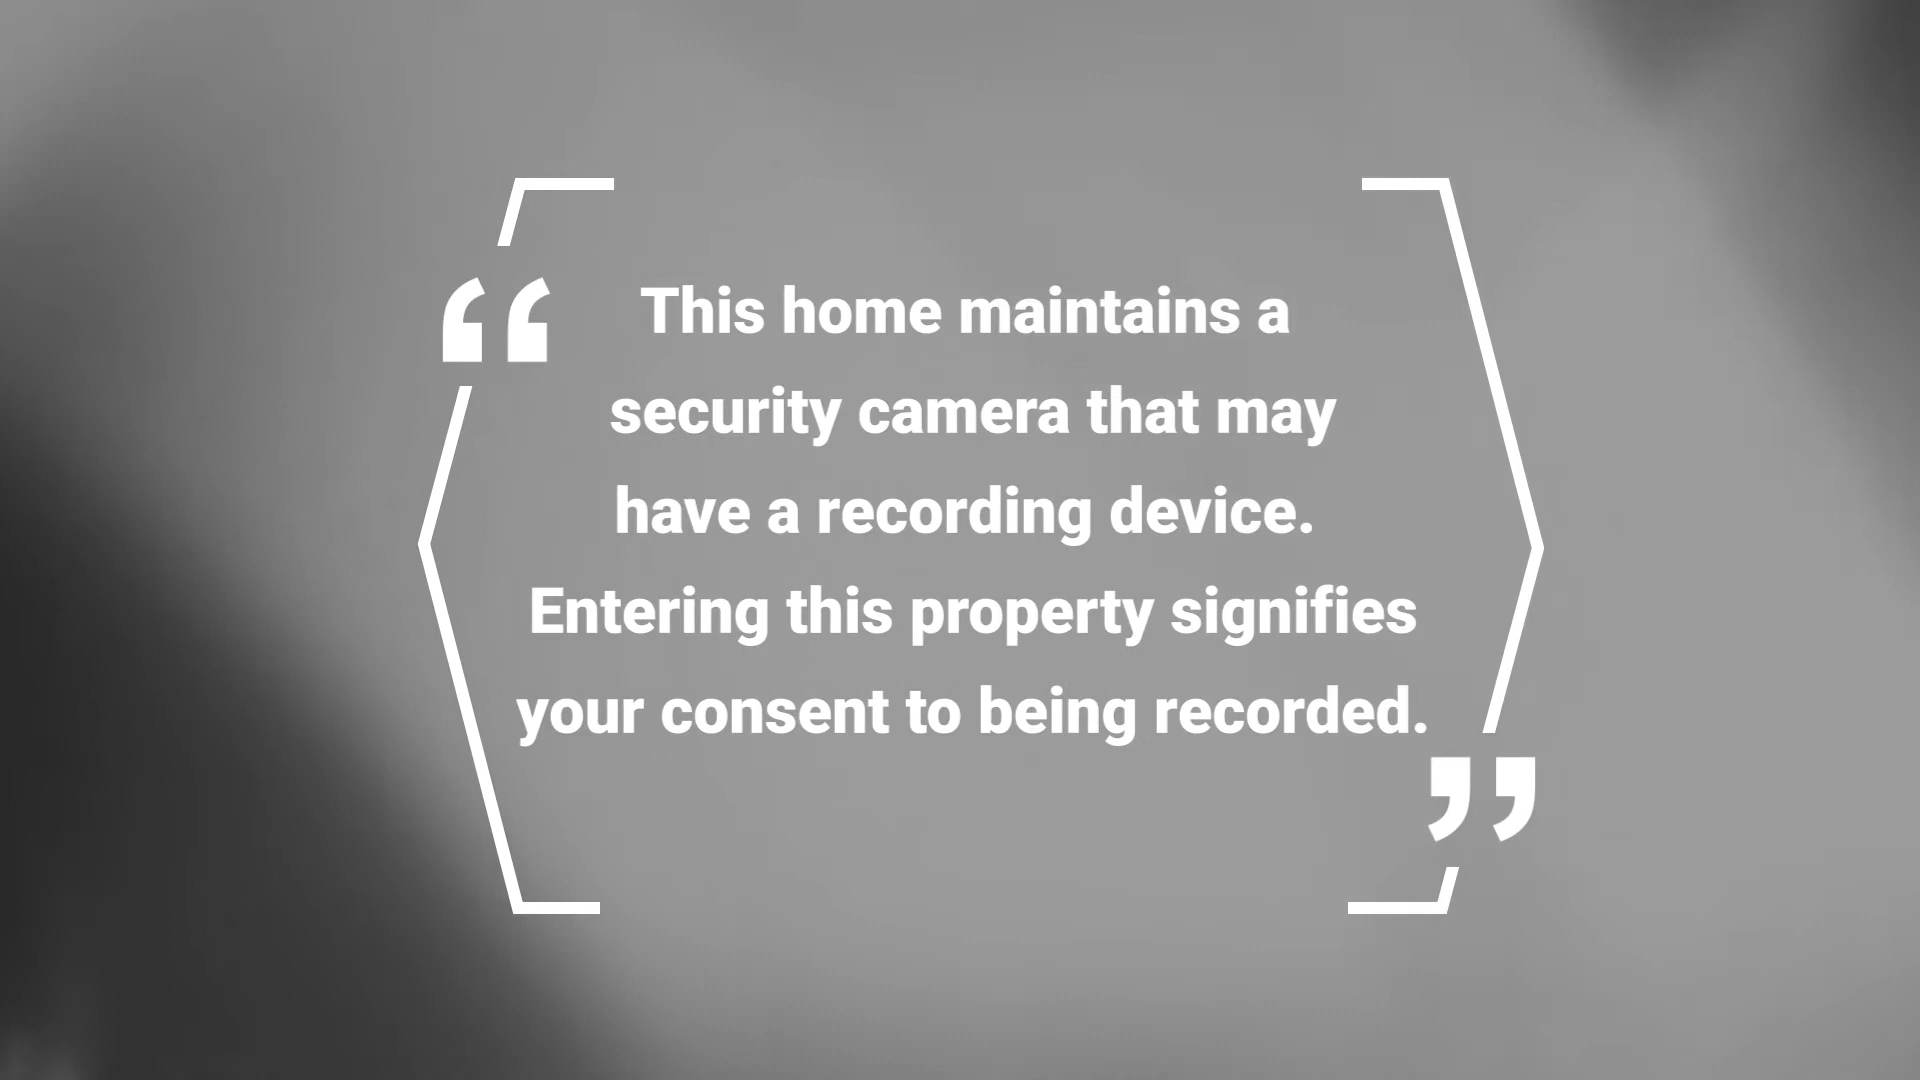 “ This home maintains a
security camera that may
have a recording device.
Entering this property signifies
your consent to being recorded. ”